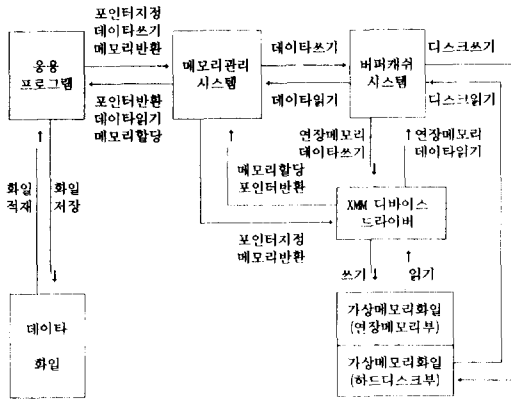 포인터지정
데이타쓰기
메모리반환
응용
프로그램
포인터반환
데이타읽기
메모리할당
메모리관리
시스템
데이타쓰기
데이타읽기
버퍼캐쉬
시스템
디스크쓰기
디스크읽기
연장메모리
데이타쓰기
연장메모리
데이타읽기
메모리할당
포인터반환
XMM 디바이스
드라이버
포인터지정
메모리반환
화일
적재
화일
저장
쓰기
읽기
데이타
화일
가상메모리화일
(연장메모리부)
가상메모리화일
(하드디스크부)